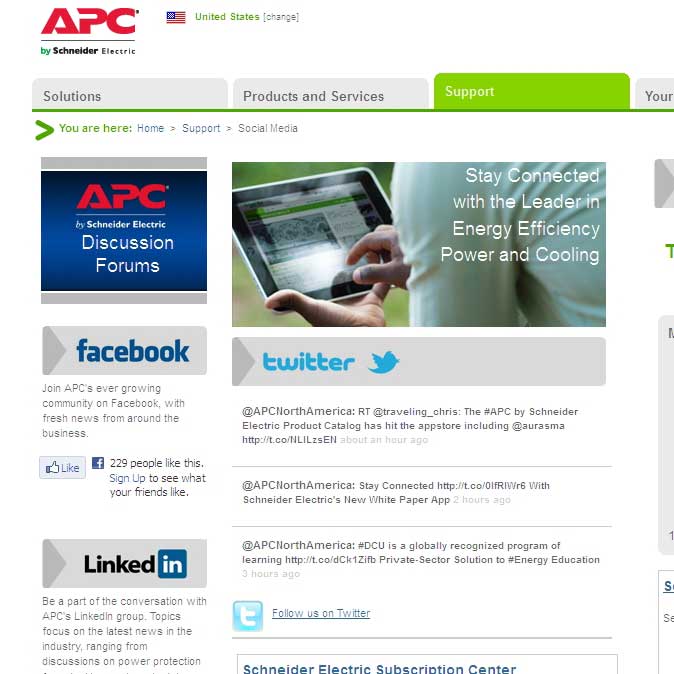 APC
by Schneider Electric
United States [change]
Solutions
Products and Services
Support
Your
You are here: Home > Support > Social Media
APC
by Schneider Electric
Discussion
Forums
Stay Connected
with the Leader in
Energy Efficiency
Power and Cooling
facebook
Join APC's ever growing
community on Facebook, with
fresh news from around the
business.
Like
229 people like this.
Sign Up to see what
your friends like.
LinkedIn
Be a part of the conversation with
APC's LinkedIn group. Topics
focus on the latest news in the
industry, ranging from
discussions on power protection
twitter
@APCNorthAmerica: RT @traveling_chris: The #APC by Schneider
Electric Product Catalog has hit the appstore including @aurasma
http://t.co/NLILzsEN about an hour ago
@APCNorthAmerica: Stay Connected http://t.co/0IfRIWr6 With
Schneider Electric's New White Paper App 2 hours ago
@APCNorthAmerica: #DCU is a globally recognized program of
learning http://t.co/dCk1Zifb Private-Sector Solution to #Energy Education
3 hours ago
Follow us on Twitter
Schneider Electric Subscription Center